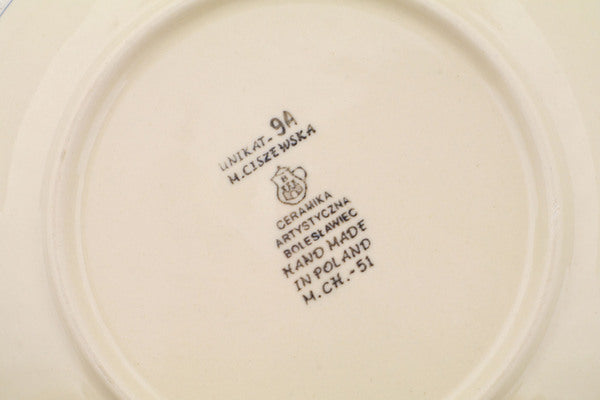 UNIKAT-9A
M.CISZEWSKA
CERAMIKA
ARTYSTYCZNA
BOLESŁAWIEC
HAND MADE
IN POLAND
M.CH.-51